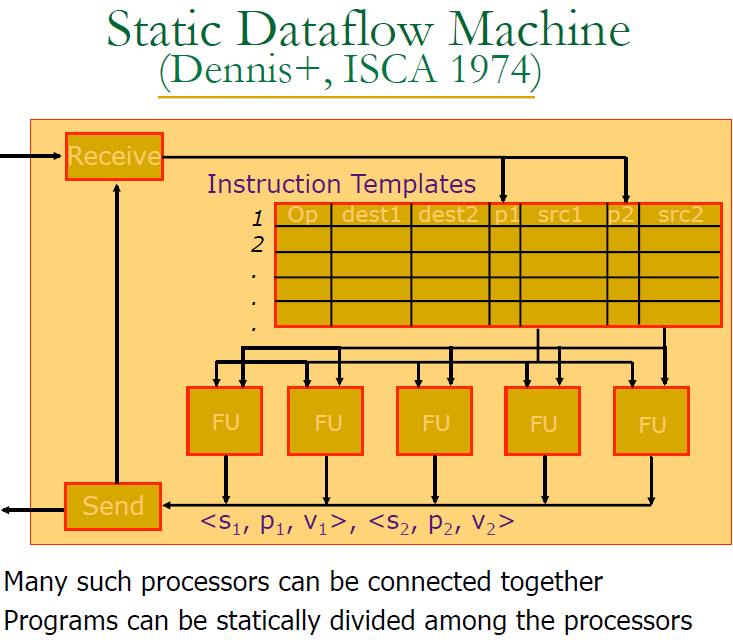 Static Dataflow Machine
(Dennis+, ISCA 1974)
Receive
Instruction Templates
1 Op dest1 dest2 p1 src1 p2 src2
2
.
.
.
FU FU FU FU FU
Send
<s1, p1, v1>, <s2, p2, v2>
Many such processors can be connected together
Programs can be statically divided among the processors